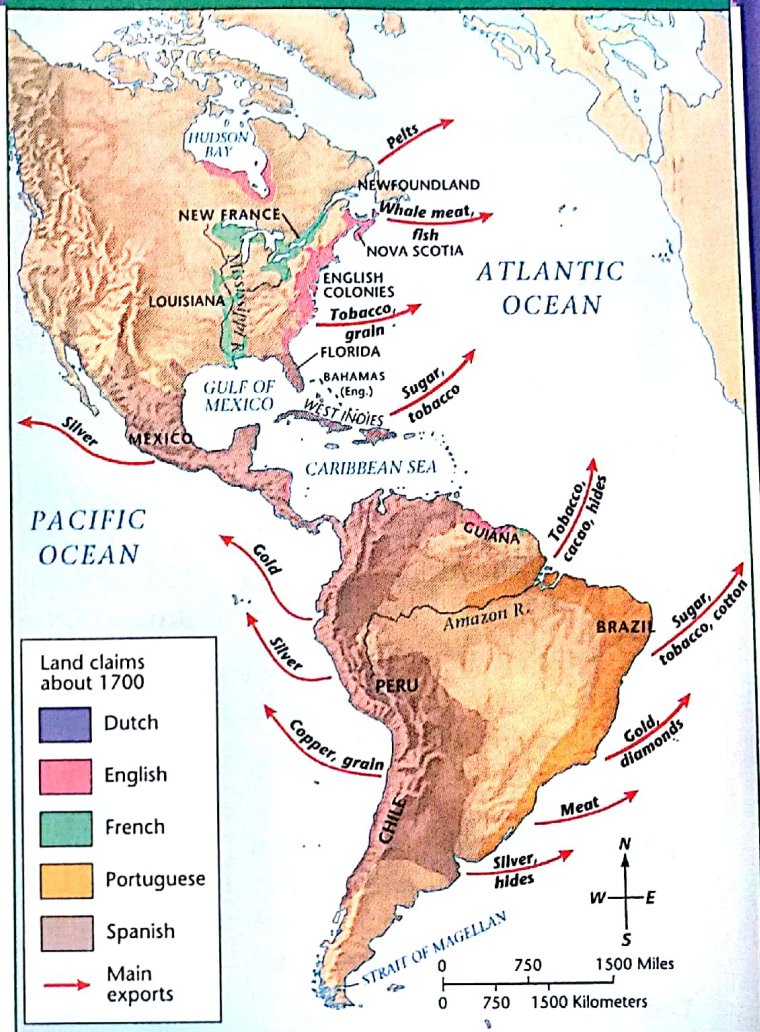 HUDSON
BAY
Pelts
NEWFOUNDLAND
Whale meat,
fish
NEW FRANCE
NOVA SCOTIA
ATLANTIC
OCEAN
ENGLISH
COLONIES
LOUISIANA
Mississippi R.
Tobacco,
grain
FLORIDA
BAHAMAS
(Eng.)
GULF OF
MEXICO
Sugar,
tobacco
WEST INDIES
Silver
MEXICO
CARIBBEAN SEA
PACIFIC
OCEAN
Tobacco,
cacao, hides
GUIANA
Gold
Amazon R.
BRAZIL
Sugar,
tobacco, cotton
Silver
PERU
Copper, grain
Gold,
diamonds
CHILE
Meat
Silver,
hides
STRAIT OF MAGELLAN
Land claims
about 1700
Dutch
English
French
Portuguese
Spanish
Main
exports
N
W E
S
0 750 1500 Miles
0 750 1500 Kilometers